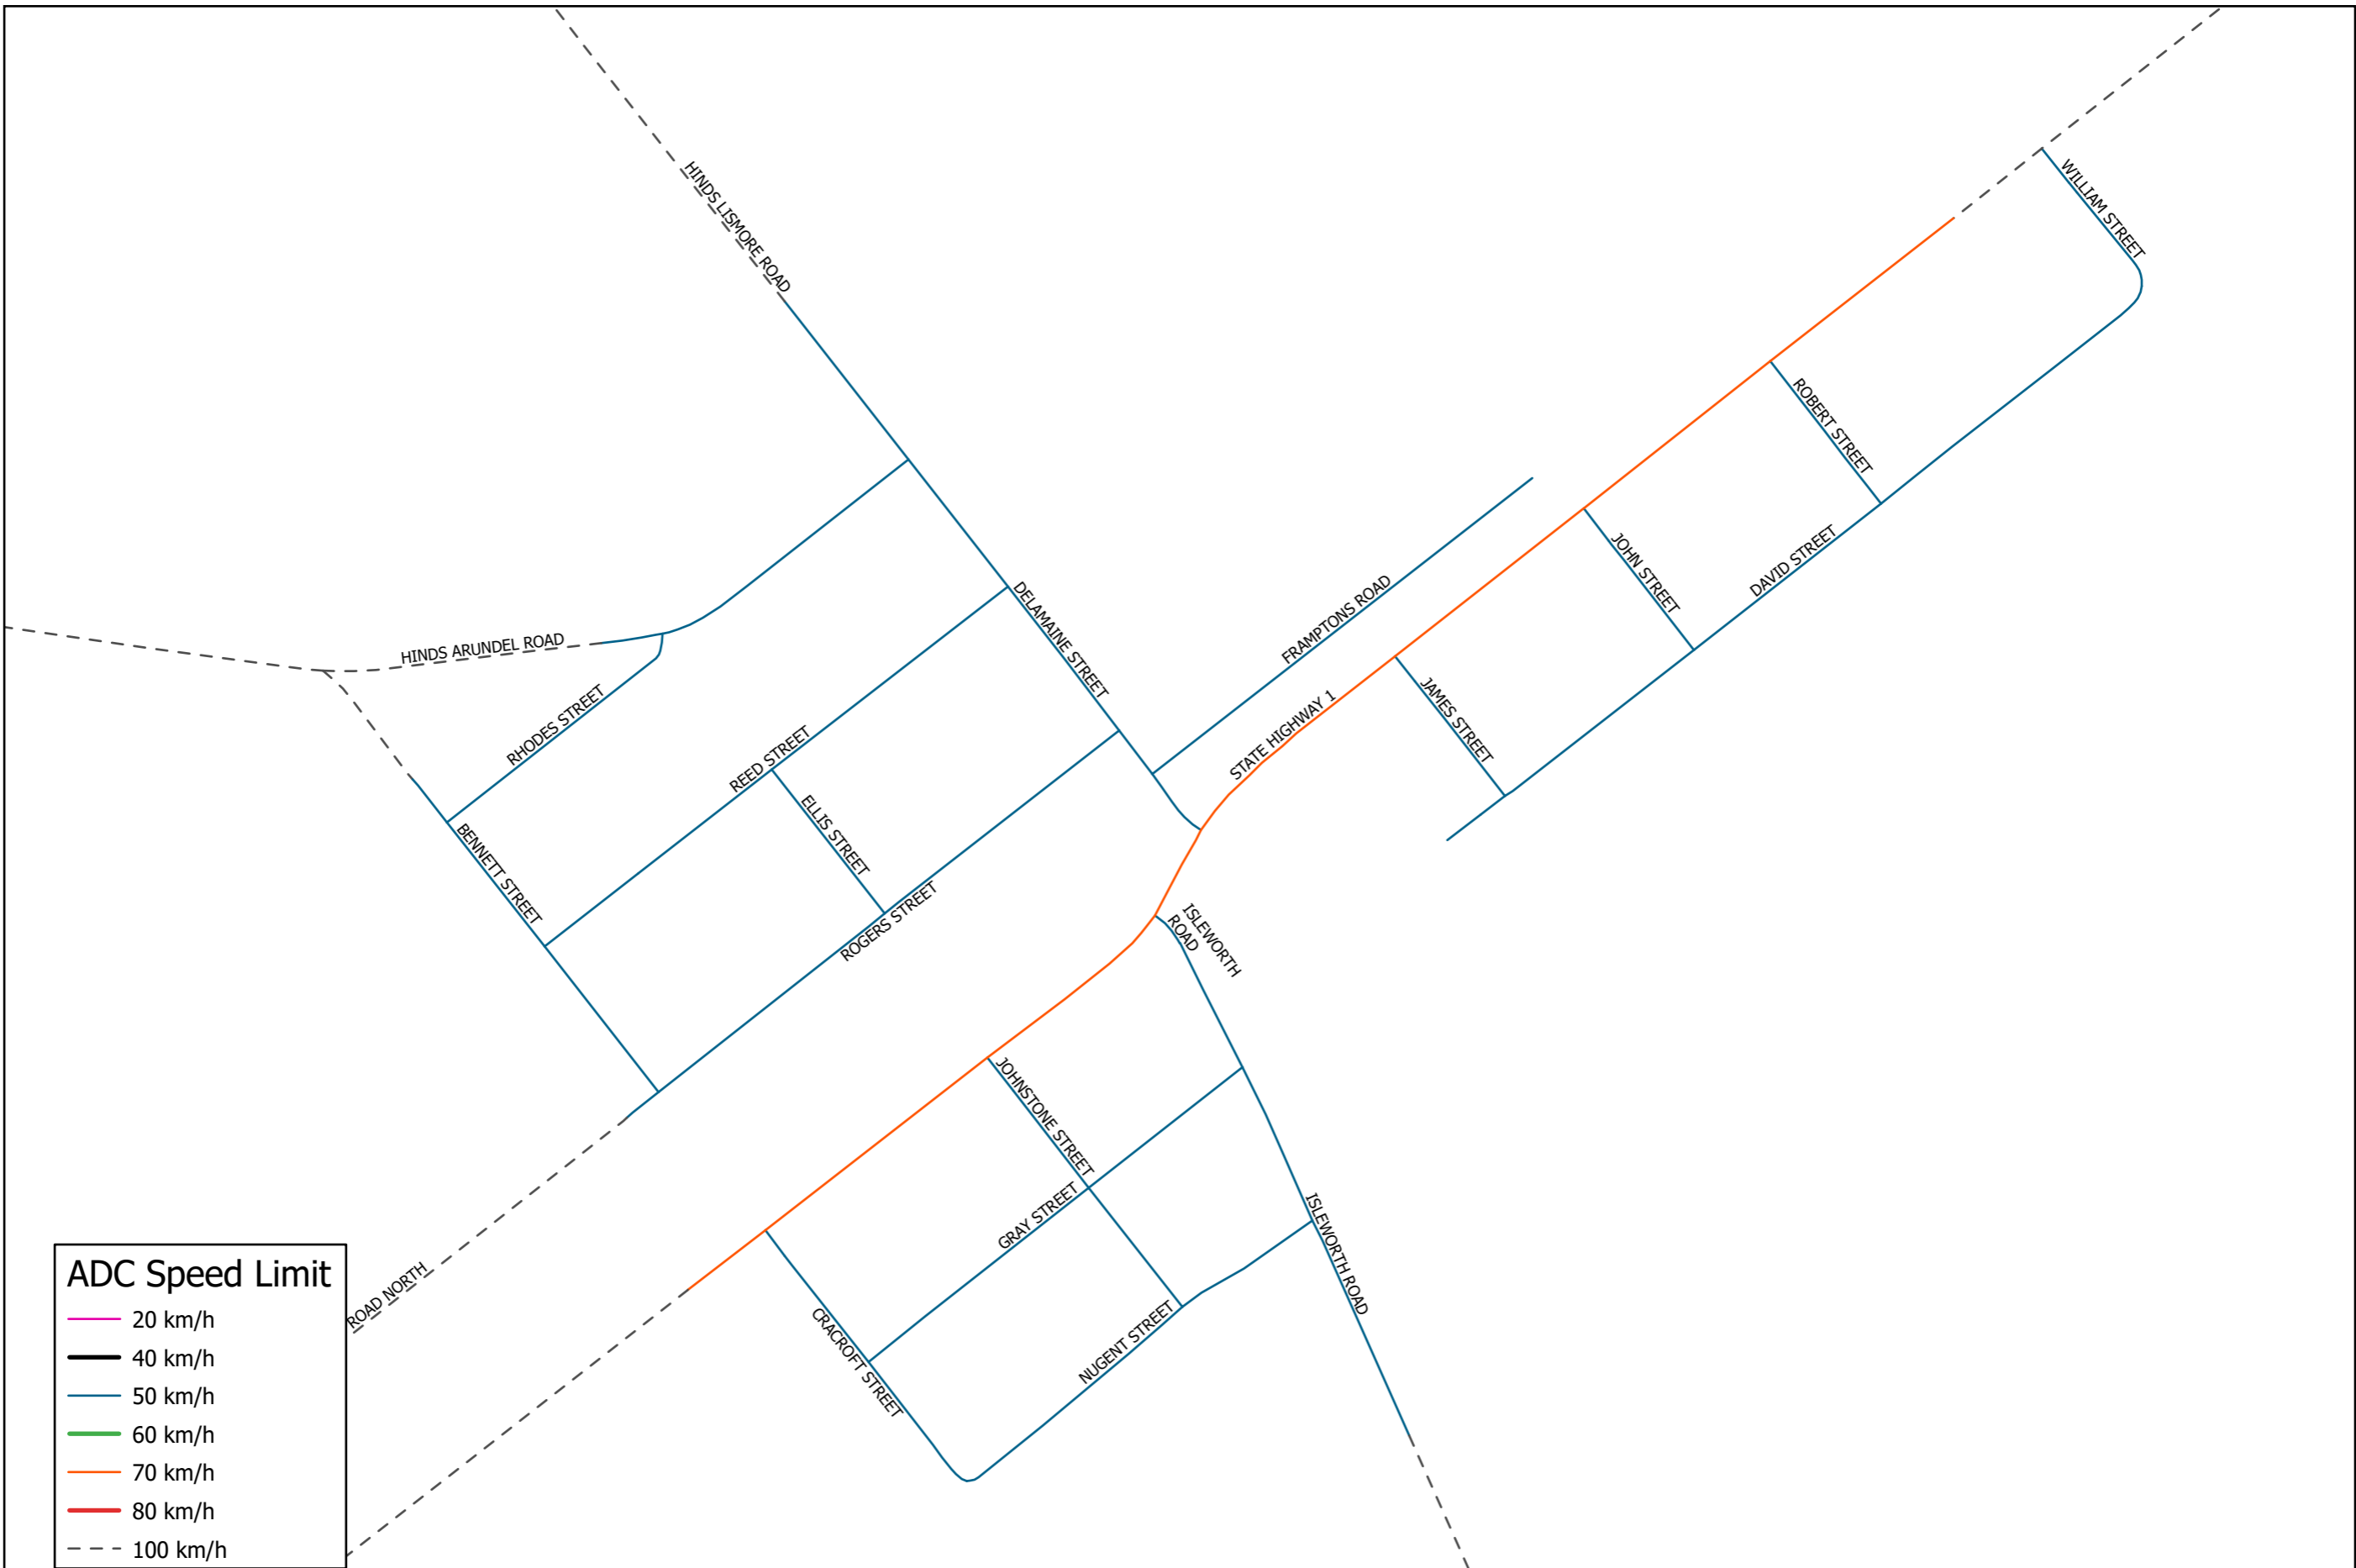 HINDS LISMORE ROAD
WILLIAM STREET
ROBERT STREET
JOHN STREET
DAVID STREET
FRAMPTONS ROAD
DELAMAINE STREET
HINDS ARUNDEL ROAD
RHODES STREET
STATE HIGHWAY 1
JAMES STREET
REED STREET
ELLIS STREET
BENNETT STREET
ROGERS STREET
ISLEWORTH
ROAD
JOHNSTONE STREET
GRAY STREET
ISLEWORTH ROAD
ROAD NORTH
CRACROFT STREET
NUGENT STREET
ADC Speed Limit
20 km/h
40 km/h
50 km/h
60 km/h
70 km/h
80 km/h
100 km/h